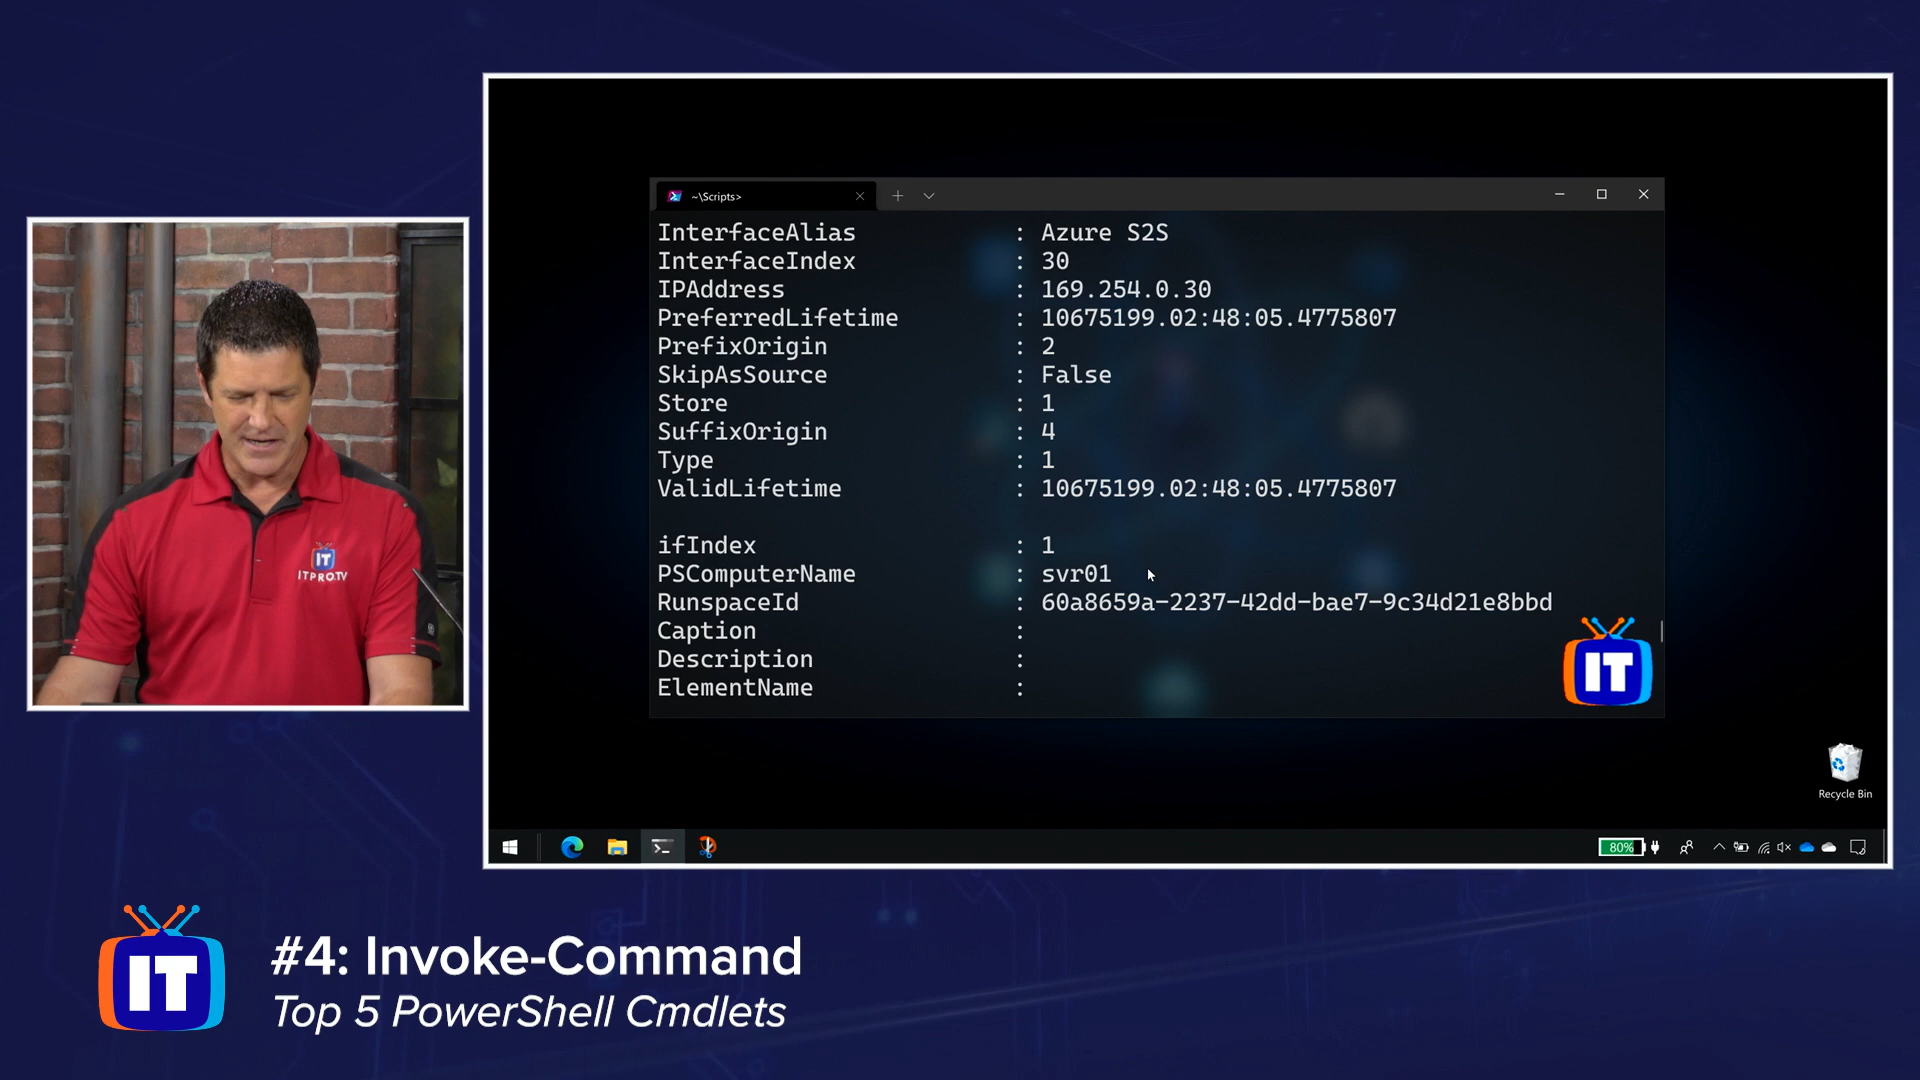 ~\Scripts>
InterfaceAlias : Azure S2S
InterfaceIndex : 30
IPAddress : 169.254.0.30
PreferredLifetime : 10675199.02:48:05.4775807
PrefixOrigin : 2
SkipAsSource : False
Store : 1
SuffixOrigin : 4
Type : 1
ValidLifetime : 10675199.02:48:05.4775807
ifIndex : 1
PSComputerName : svr01
RunspaceId : 60a8659a-2237-42dd-bae7-9c34d21e8bbd
Caption :
Description :
ElementName :
IT
IT
ITPRO.TV
Recycle Bin
80%
IT
#4: Invoke-Command
Top 5 PowerShell Cmdlets